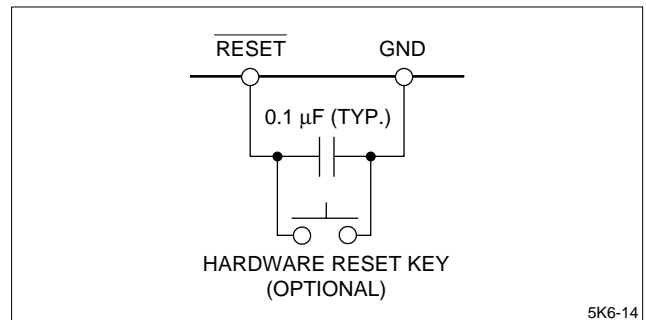 RESET GND
0.1 μF (TYP.)
HARDWARE RESET KEY
(OPTIONAL)
5K6-14